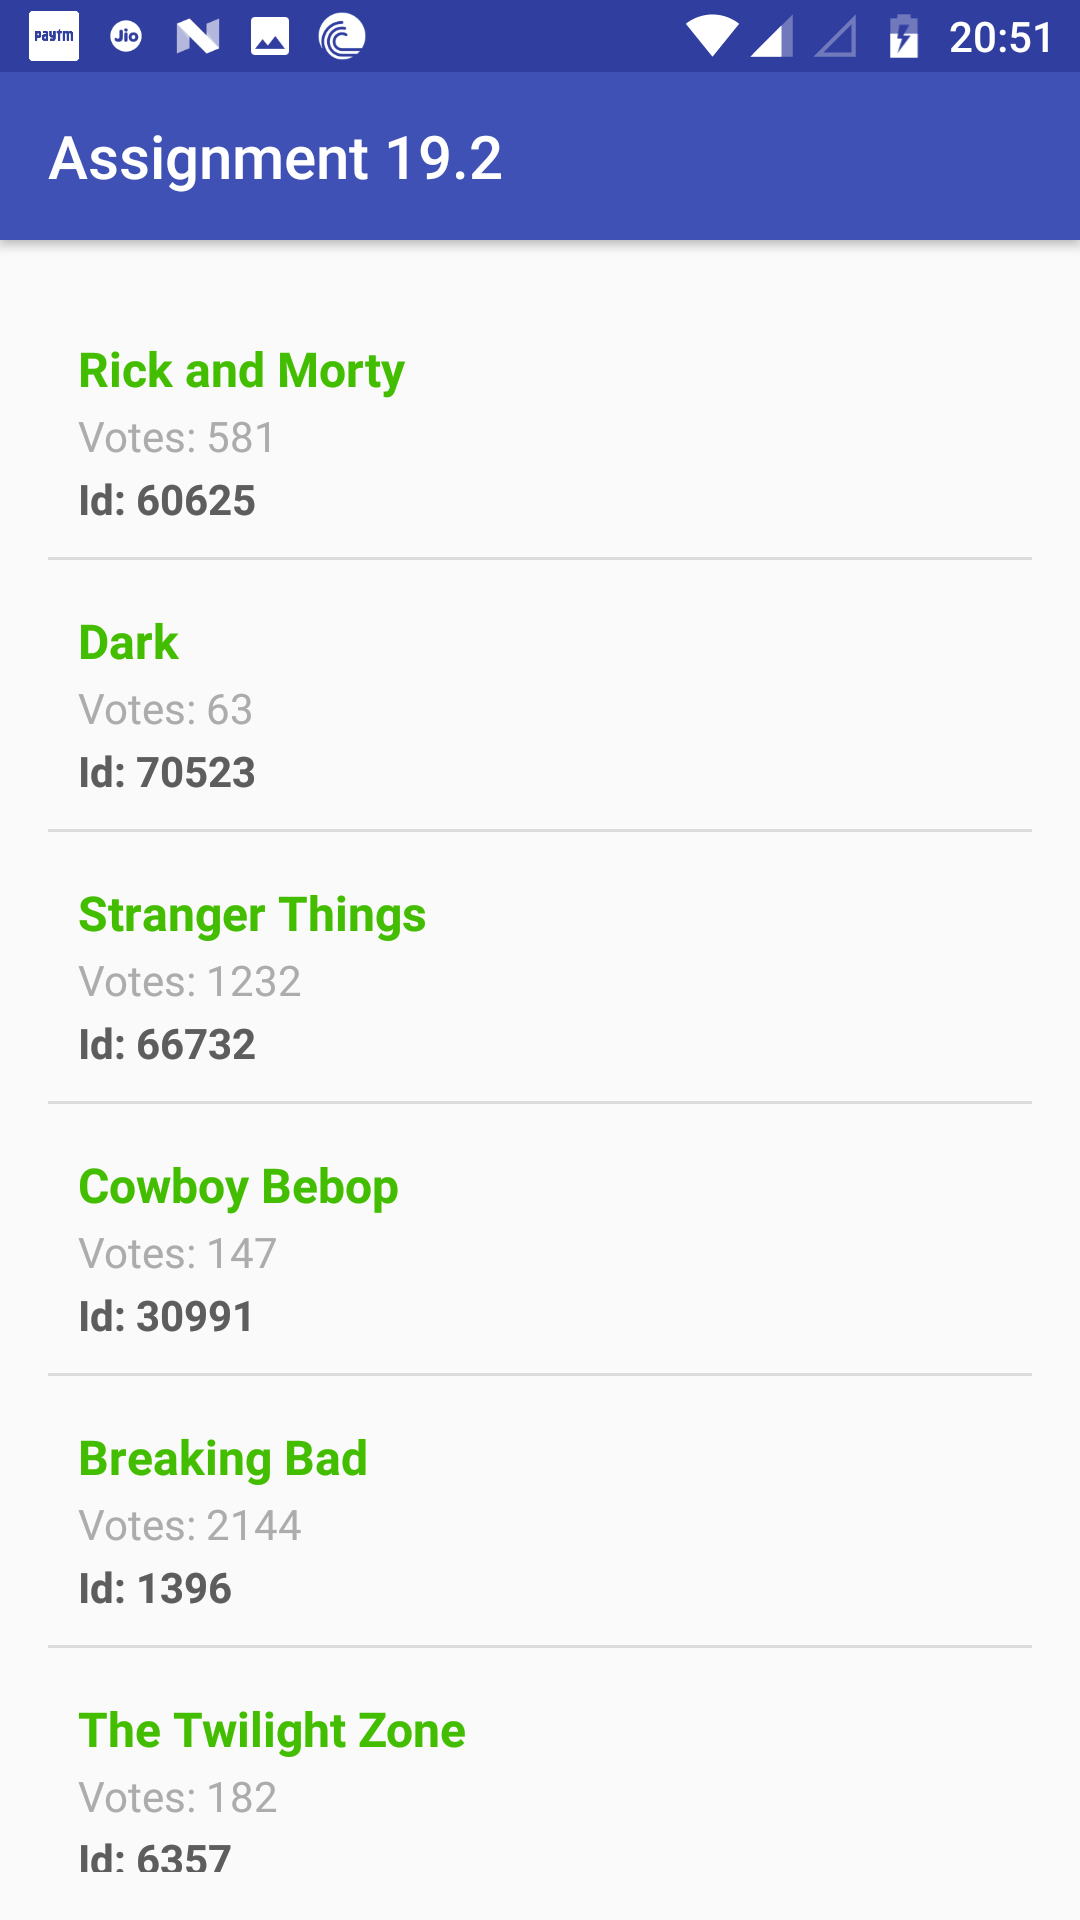 paytm Jio 20:51
Assignment 19.2
Rick and Morty
Votes: 581
Id: 60625
Dark
Votes: 63
Id: 70523
Stranger Things
Votes: 1232
Id: 66732
Cowboy Bebop
Votes: 147
Id: 30991
Breaking Bad
Votes: 2144
Id: 1396
The Twilight Zone
Votes: 182
Id: 6357